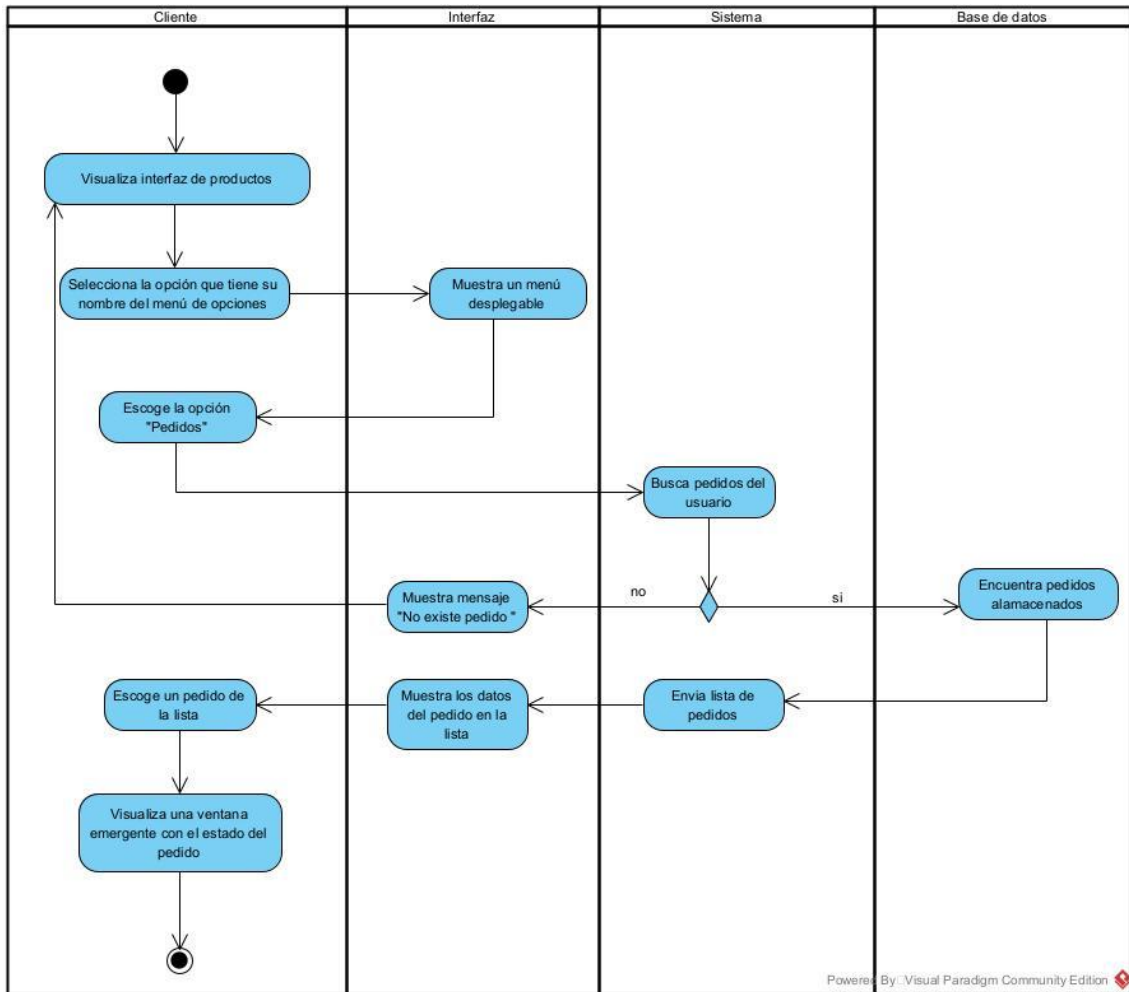 Cliente
Interfaz
Sistema
Base de datos
Visualiza interfaz de productos
Selecciona la opción que tiene su
nombre del menú de opciones
Muestra un menú
desplegable
Escoge la opción
"Pedidos"
Busca pedidos del
usuario
Muestra mensaje
"No existe pedido "
no
si
Encuentra pedidos
alamacenados
Escoge un pedido de
la lista
Muestra los datos
del pedido en la
lista
Envia lista de
pedidos
Visualiza una ventana
emergente con el estado del
pedido
Powered By Visual Paradigm Community Edition